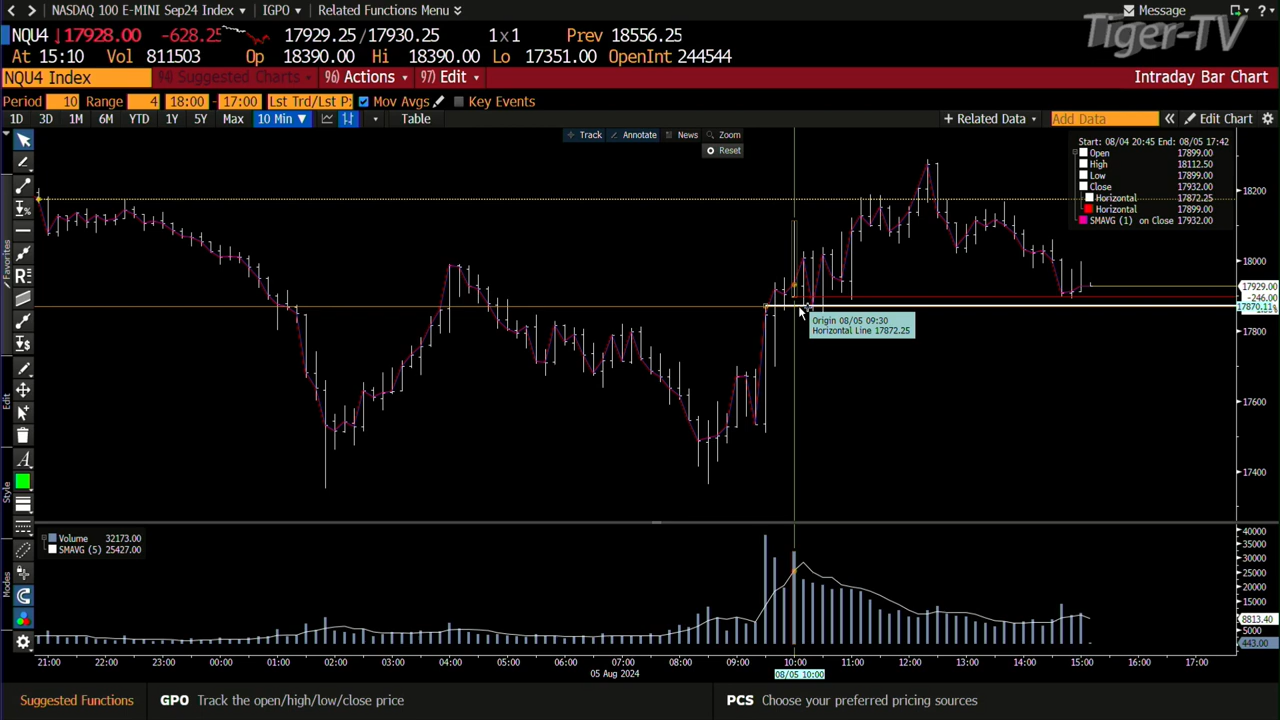 NASDAQ 100 E-MINI Sep24 Index IGPO Related Functions Menu Message
Tiger-TV
NQU4 17928.00 -628.25 17929.25/17930.25 1x1 Prev 18556.25
At 15:10 Vol 811503 Op 18390.00 Hi 18390.00 Lo 17351.00 OpenInt 244544
NQU4 Index 94) Suggested Charts 96) Actions 97) Edit Intraday Bar Chart
Period 10 Range 4 18:00 - 17:00 Lst Trd/Lst P: Mov Avgs Key Events
1D 3D 1M 6M YTD 1Y 5Y Max 10 Min Table + Related Data Add Data Edit Chart
Track Annotate News Zoom
Reset
Start: 08/04 20:45 End: 08/05 17:42
Open 17899.00
High 18112.50
Low 17899.00
Close 17932.00
Horizontal 17872.25
Horizontal 17899.00
SMAVG (1) on Close 17932.00
18200
18000
17929.00
-246.00
17870.11
17800
17600
17400
Origin 08/05 09:30
Horizontal Line 17872.25
Favorites
Edit
Style
Modes
Volume 32173.00
SMAVG (5) 25427.00
40000
35000
30000
25000
20000
15000
8813.40
5000
443.00
21:00 22:00 23:00 00:00 01:00 02:00 03:00 04:00 05:00 06:00 07:00 08:00 09:00 10:00 11:00 12:00 13:00 14:00 15:00 16:00 17:00
05 Aug 2024 08/05 10:00
Suggested Functions GPO Track the open/high/low/close price PCS Choose your preferred pricing sources